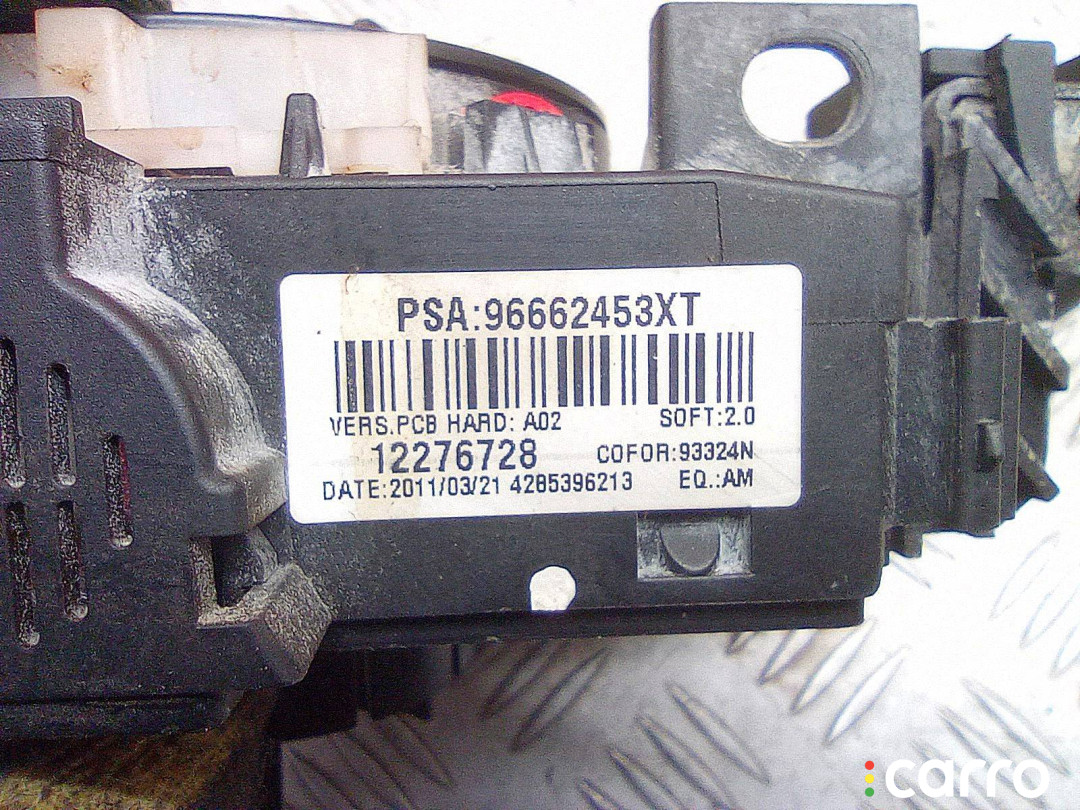 PSA:96662453XT
VERS.PCB HARD: A02 SOFT:2.0
12276728 COFOR:93324N
DATE:2011/03/21 4285396213 EQ.:AM
carro